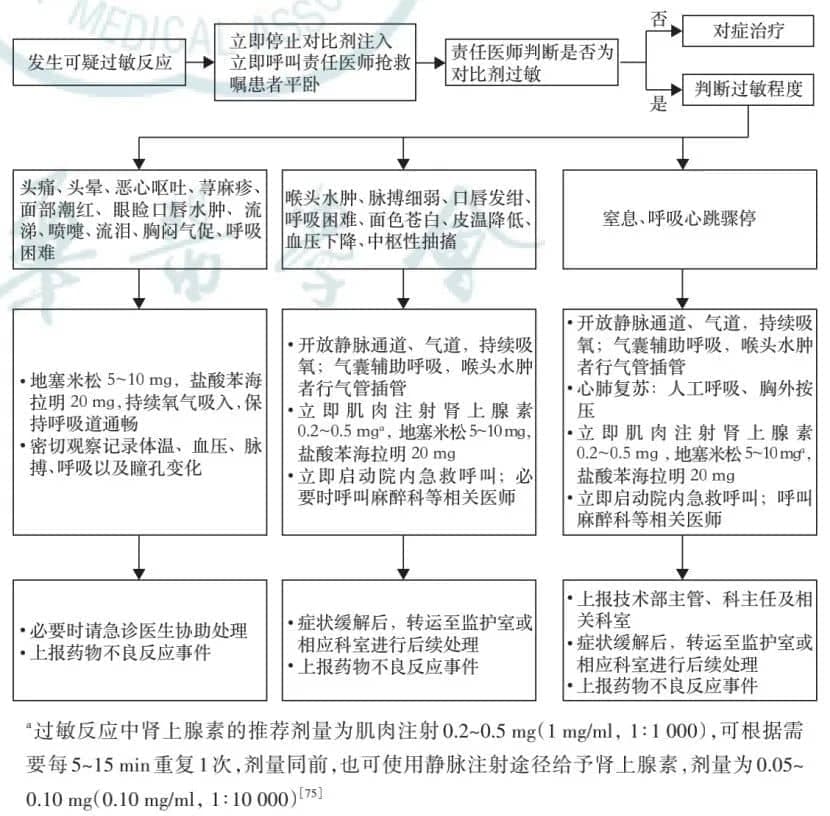 MEDICAL ASSO
发生可疑过敏反应
立即停止对比剂注入
立即呼叫责任医师抢救
嘱患者平卧
责任医师判断是否为
对比剂过敏
否
对症治疗
是
判断过敏程度
头痛、头晕、恶心呕吐、荨麻疹、
面部潮红、眼睑口唇水肿、流
涕、喷嚏、流泪、胸闷气促、呼吸
困难
喉头水肿、脉搏细弱、口唇发绀、
呼吸困难、面色苍白、皮温降低、
血压下降、中枢性抽搐
窒息、呼吸心跳骤停
•地塞米松 5~10 mg, 盐酸苯海
拉明 20 mg,持续氧气吸入,保
持呼吸道通畅
•密切观察记录体温、血压、脉
搏、呼吸以及瞳孔变化
•开放静脉通道、气道，持续吸
氧；气囊辅助呼吸，喉头水肿
者行气管插管
•立即肌肉注射肾上腺素
0.2~0.5 mgᵃ, 地塞米松5~10mg,
盐酸苯海拉明 20 mg
•立即启动院内急救呼叫；必
要时呼叫麻醉科等相关医师
•开放静脉通道、气道，持续吸
氧；气囊辅助呼吸，喉头水肿
者行气管插管
•心肺复苏：人工呼吸、胸外按
压
•立即肌肉注射肾上腺素
0.2~0.5 mg , 地塞米松 5~10 mgᵃ,
盐酸苯海拉明 20 mg
•立即启动院内急救呼叫；呼叫
麻醉科等相关医师
•必要时请急诊医生协助处理
•上报药物不良反应事件
•症状缓解后，转运至监护室或
相应科室进行后续处理
•上报药物不良反应事件
•上报技术部主管、科主任及相
关科室
•症状缓解后，转运至监护室或
相应科室进行后续处理
•上报药物不良反应事件
ᵃ过敏反应中肾上腺素的推荐剂量为肌肉注射0.2~0.5 mg(1 mg/ml, 1∶1 000),可根据需
要每5~15 min重复1次,剂量同前,也可使用静脉注射途径给予肾上腺素,剂量为0.05~
0.10 mg(0.10 mg/ml, 1∶10 000)[75]